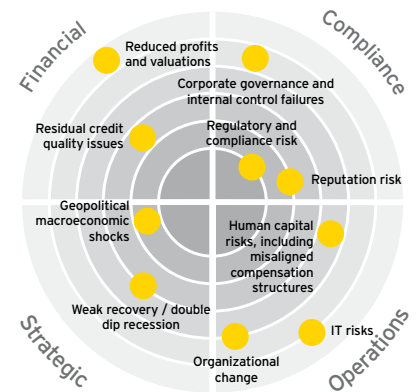 Financial
Compliance
Reduced profits
and valuations
Corporate governance and
internal control failures
Residual credit
quality issues
Regulatory and
compliance risk
Reputation risk
Geopolitical
macroeconomic
shocks
Human capital
risks, including
misaligned
compensation
structures
Weak recovery / double
dip recession
IT risks
Organizational
change
Strategic
Operations